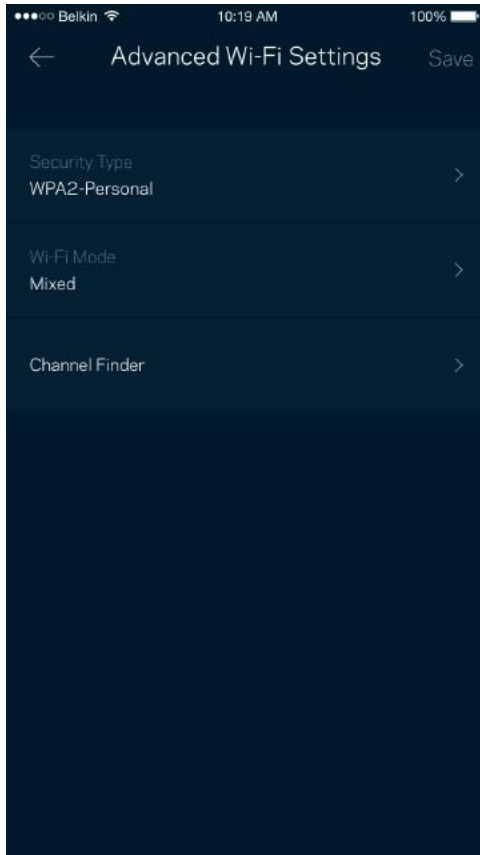 Belkin 10:19 AM 100%
Advanced Wi-Fi Settings Save
Security Type
WPA2-Personal
Wi-Fi Mode
Mixed
Channel Finder